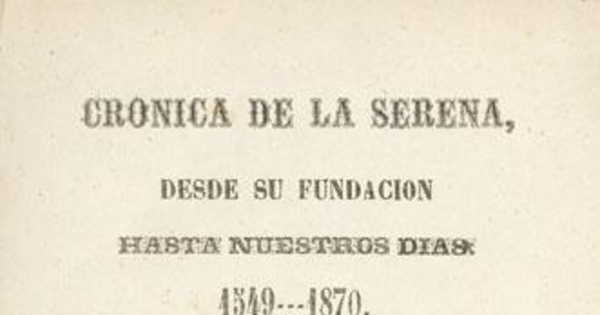 CRONICA DE LA SERENA,
DESDE SU FUNDACION
HASTA NUESTROS DIAS.
1549---1870.